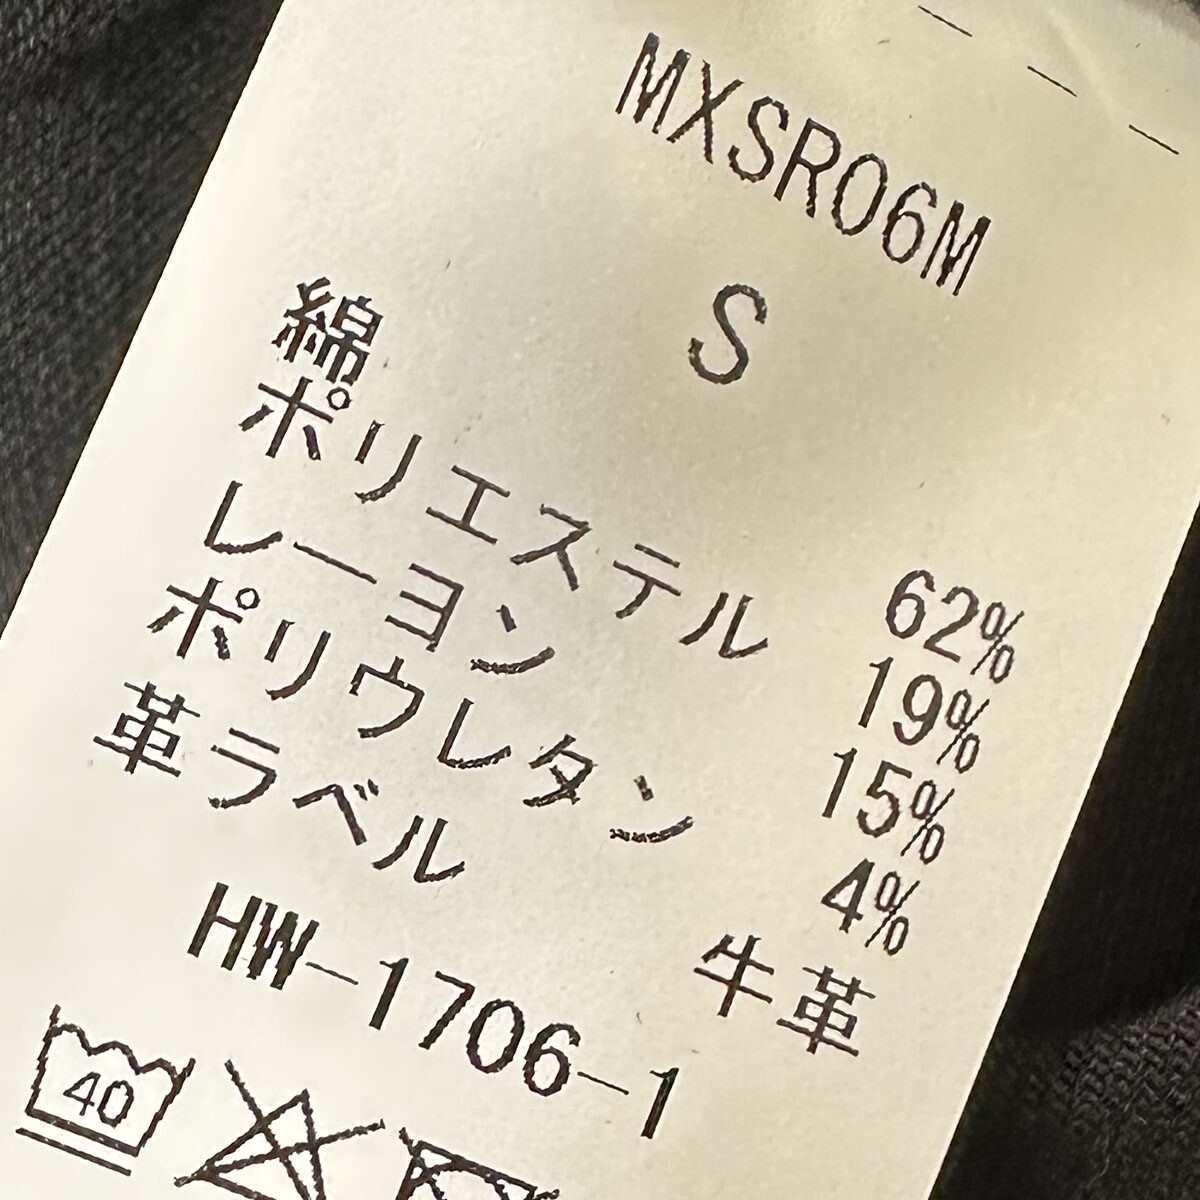 MXSR06M
S
綿 62%
ポリエステル 19%
レーヨン 15%
ポリウレタン 4%
革ラベル 牛革
HW-1706-1
40